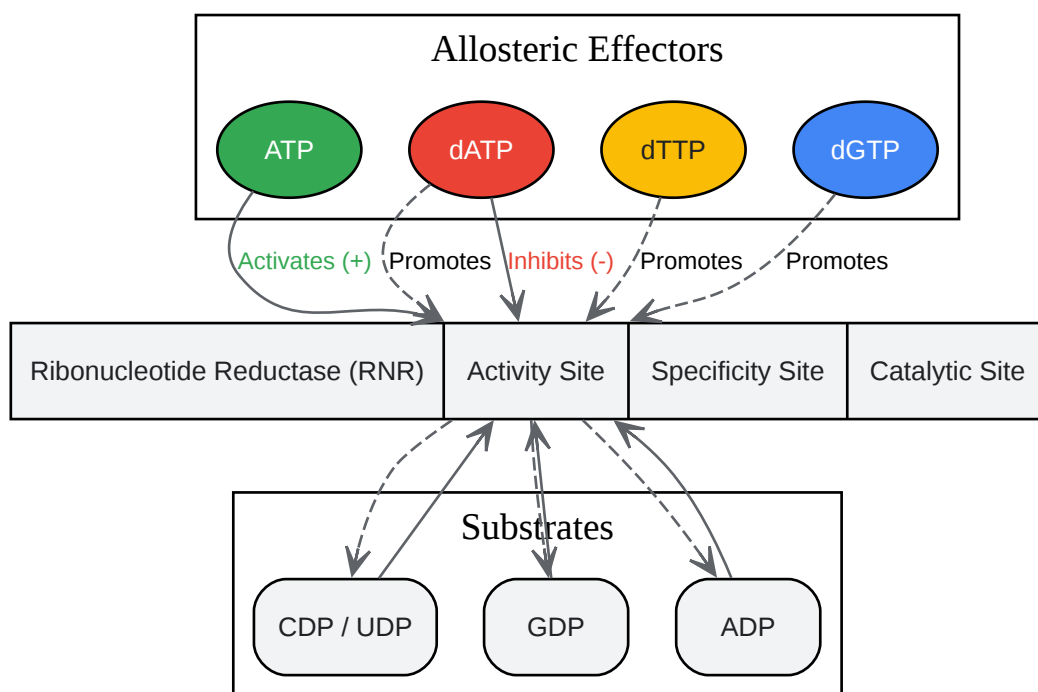 Allosteric Effectors
ATP
dATP
dTTP
dGTP
Activates (+)
Promotes
Inhibits (-)
Promotes
Promotes
Ribonucleotide Reductase (RNR)
Activity Site
Specificity Site
Catalytic Site
Substrates
CDP / UDP
GDP
ADP